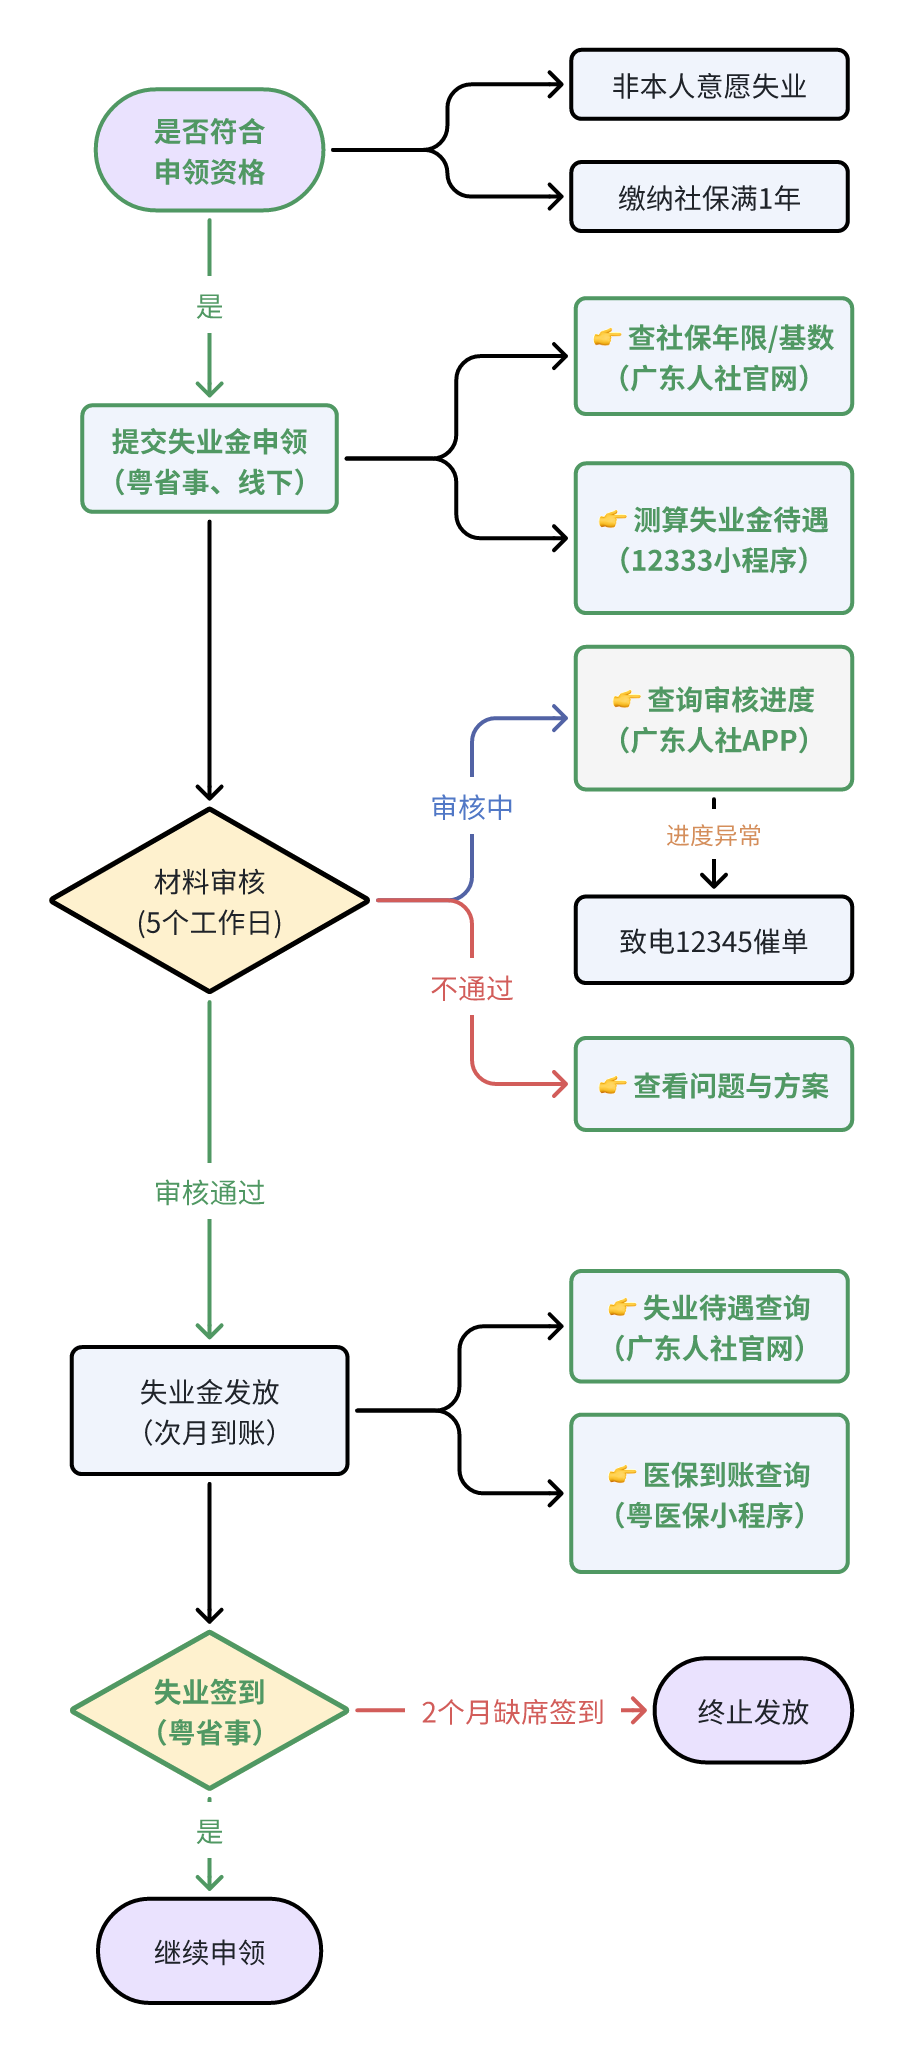 是否符合
申领资格
非本人意愿失业
缴纳社保满1年
是
👉 查社保年限/基数
（广东人社官网）
提交失业金申领
（粤省事、线下）
👉 测算失业金待遇
（12333小程序）
👉 查询审核进度
（广东人社APP）
审核中
进度异常
材料审核
(5个工作日)
致电12345催单
不通过
👉 查看问题与方案
审核通过
👉 失业待遇查询
（广东人社官网）
失业金发放
（次月到账）
👉 医保到账查询
（粤医保小程序）
失业签到
（粤省事）
2个月缺席签到
终止发放
是
继续申领